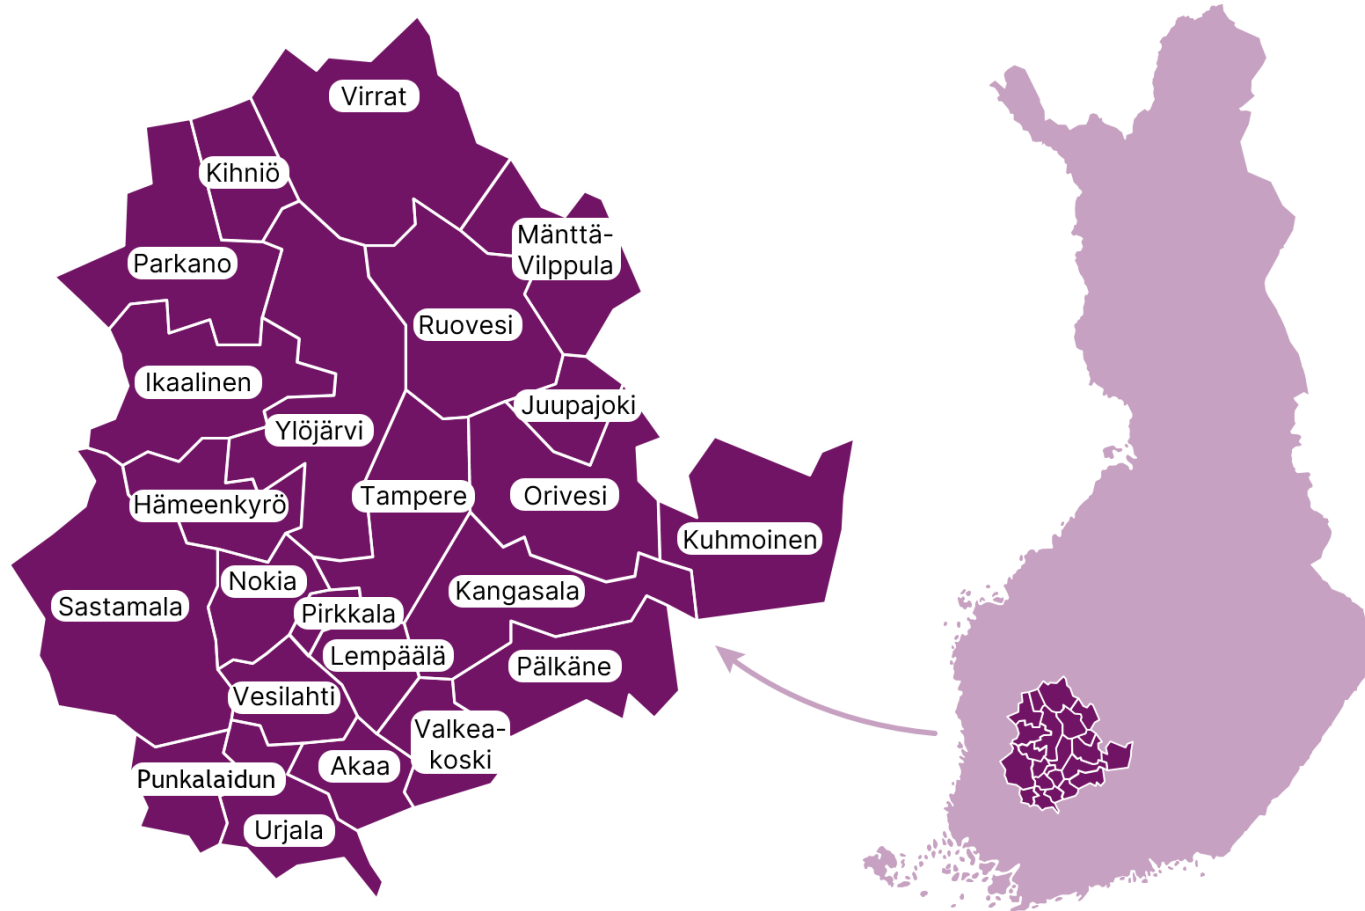 Virrat
Kihniö
Mänttä-
Vilppula
Parkano
Ruovesi
Ikaalinen
Juupajoki
Ylöjärvi
Tampere
Orivesi
Hämeenkyrö
Kuhmoinen
Nokia
Kangasala
Sastamala
Pirkkala
Lempäälä
Pälkäne
Vesilahti
Valkea-
koski
Akaa
Punkalaidun
Urjala